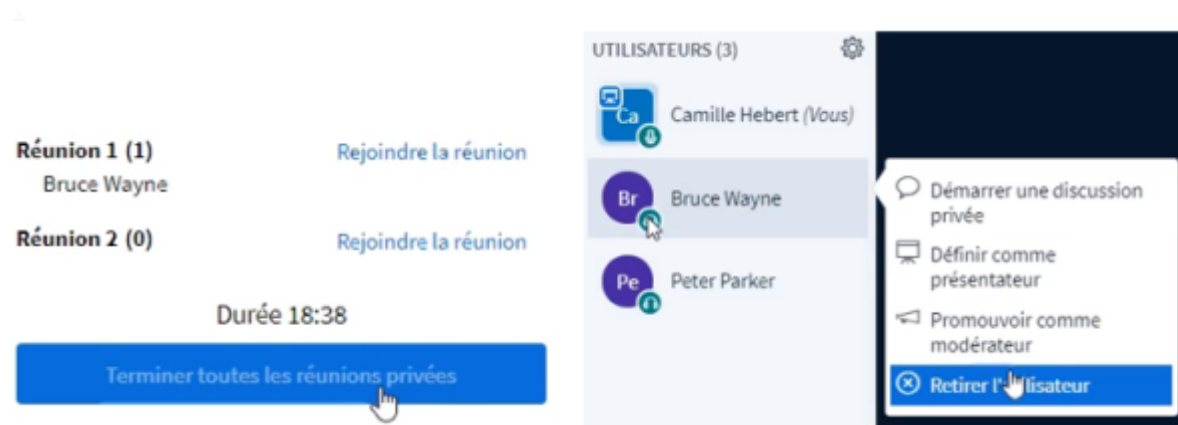 Réunion 1 (1)
Rejoindre la réunion
Bruce Wayne
Réunion 2 (0)
Rejoindre la réunion
Durée 18:38
Terminer toutes les réunions privées
UTILISATEURS (3)
Ca
Camille Hebert (Vous)
Br
Bruce Wayne
Pe
Peter Parker
Démarrer une discussion
privée
Définir comme
présentateur
Promouvoir comme
modérateur
Retirer l'utilisateur